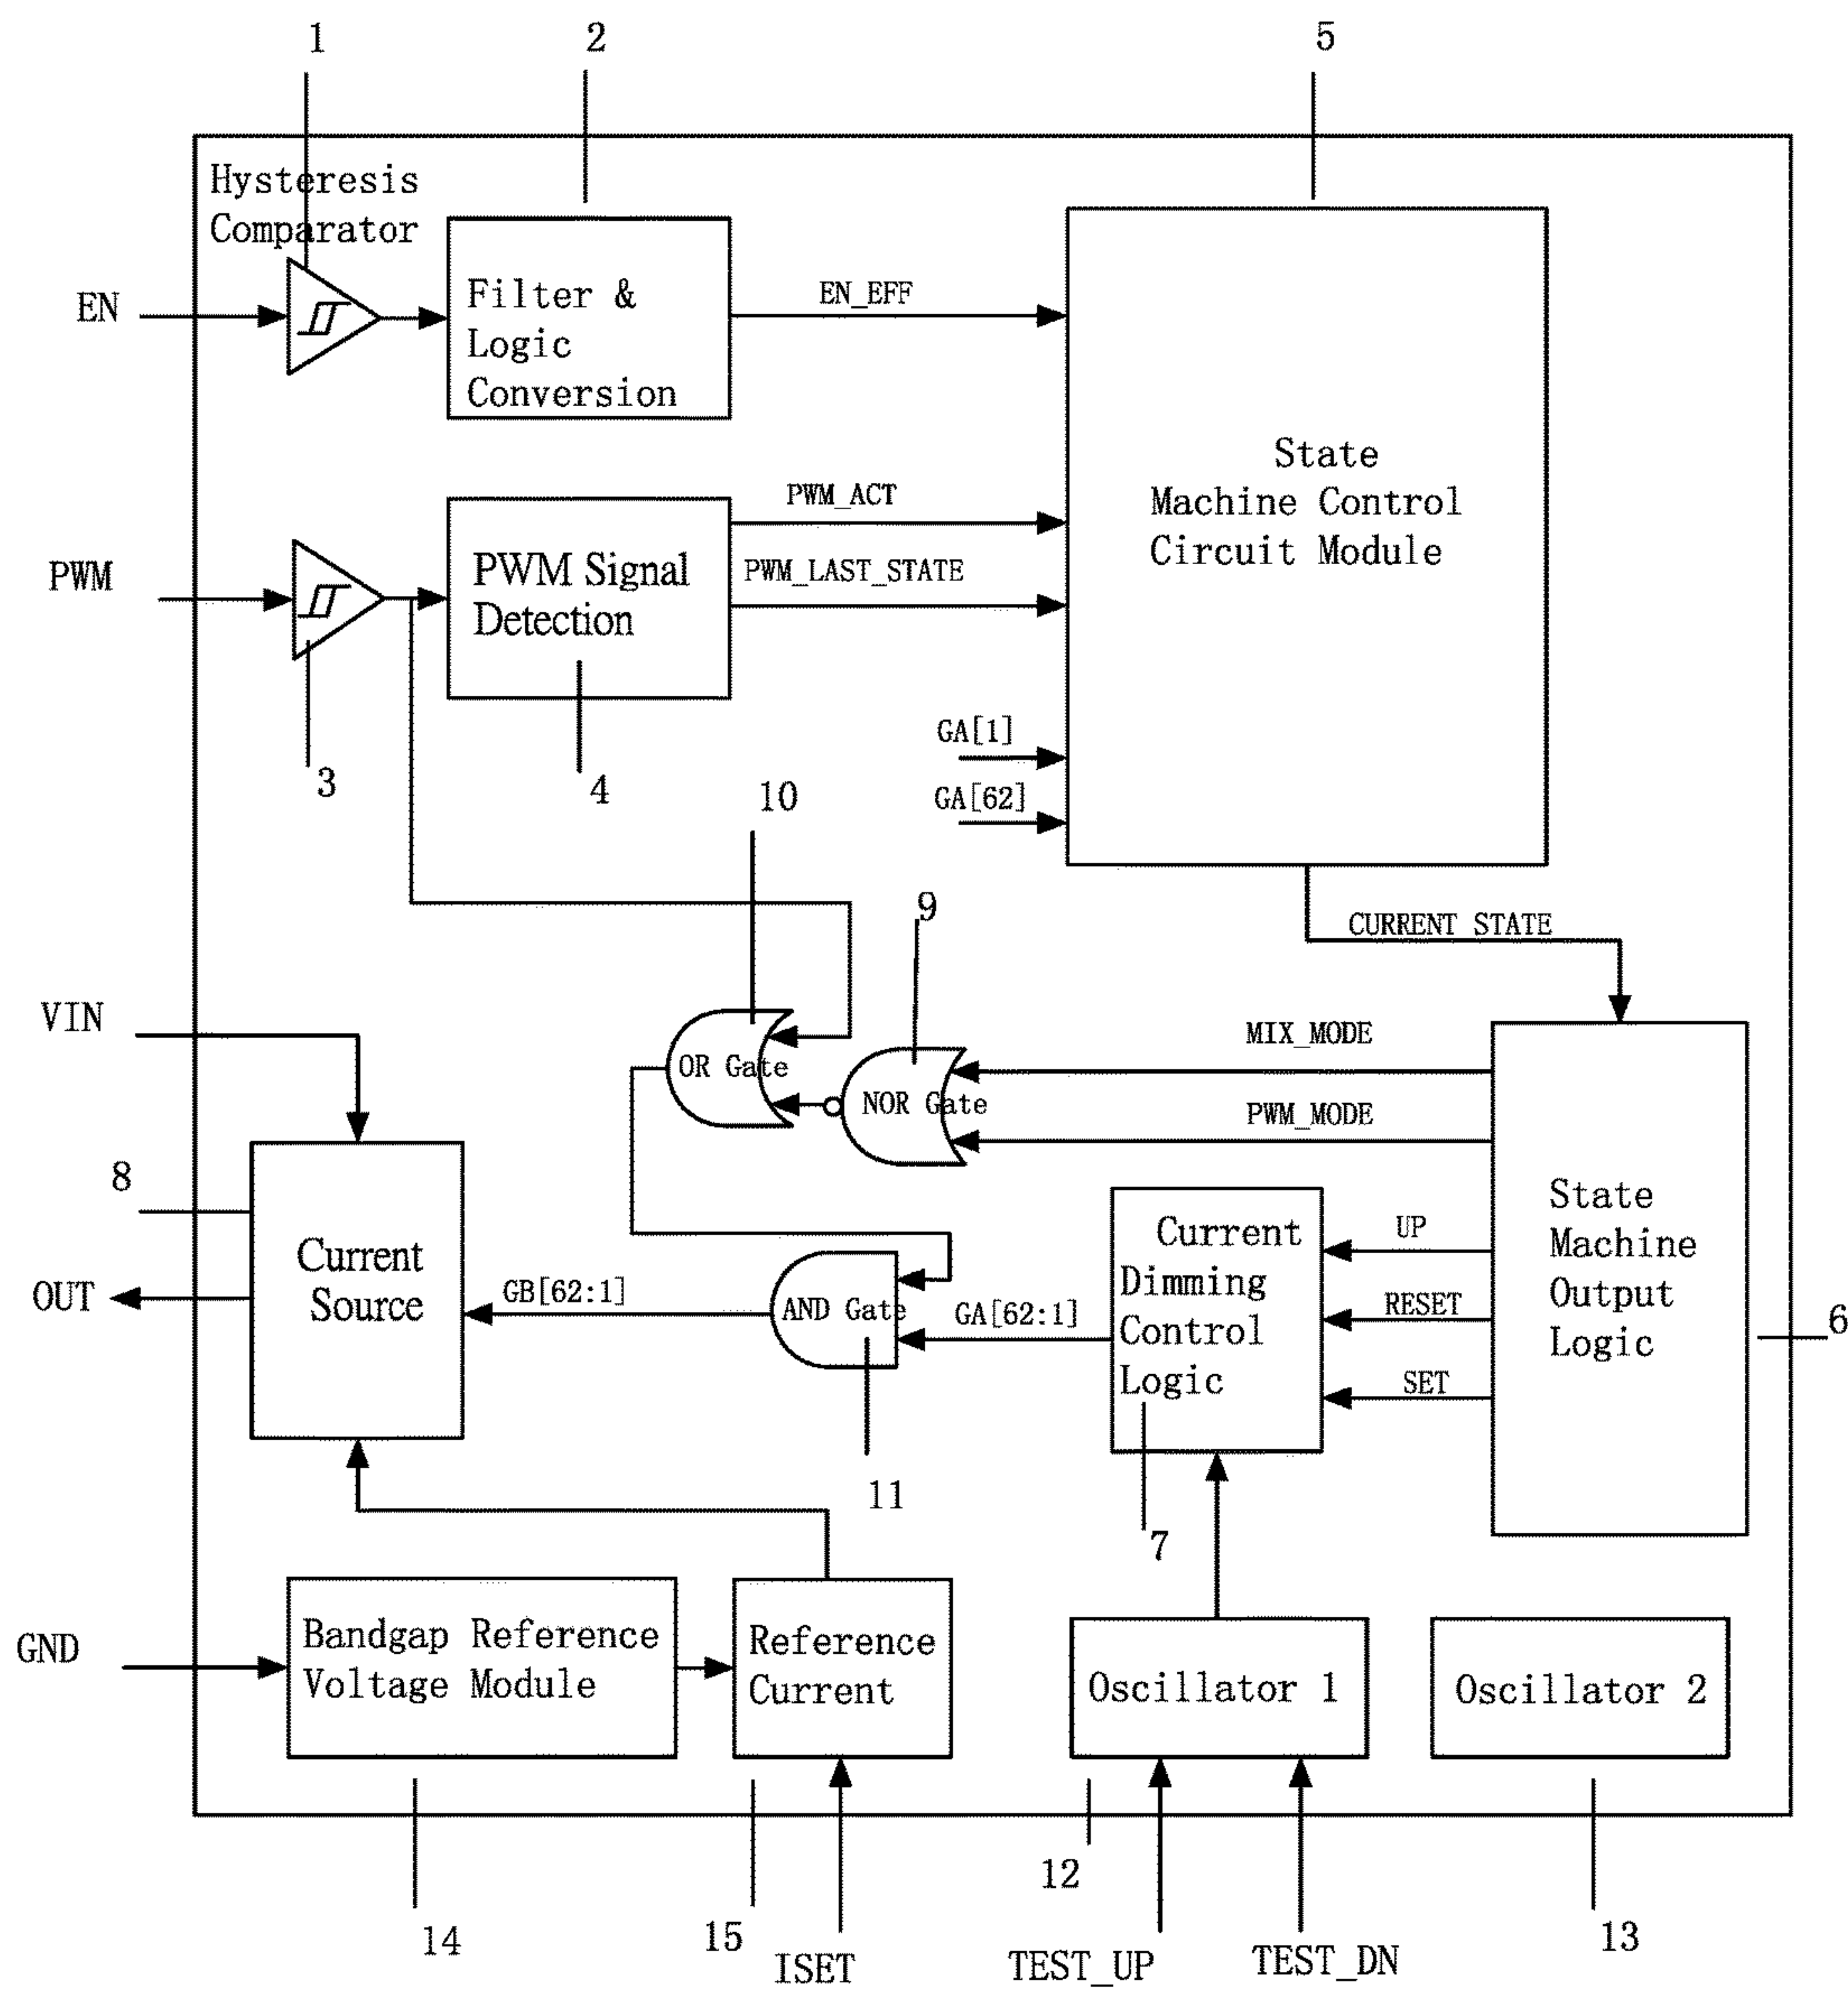 1
2
5
Hysteresis
Comparator
EN
Filter &
Logic
Conversion
EN_EFF
State
Machine Control
Circuit Module
PWM
PWM Signal
Detection
PWM_ACT
PWM_LAST_STATE
3
4
GA[1]
GA[62]
10
9
CURRENT STATE
VIN
OR Gate
NOR Gate
MIX_MODE
PWM_MODE
8
Current
Source
OUT
GB[62:1]
AND Gate
GA[62:1]
Current
Dimming
Control
Logic
UP
RESET
SET
State
Machine
Output
Logic
6
11
7
GND
Bandgap Reference
Voltage Module
Reference
Current
Oscillator 1
Oscillator 2
14
15
ISET
12
TEST_UP
TEST_DN
13